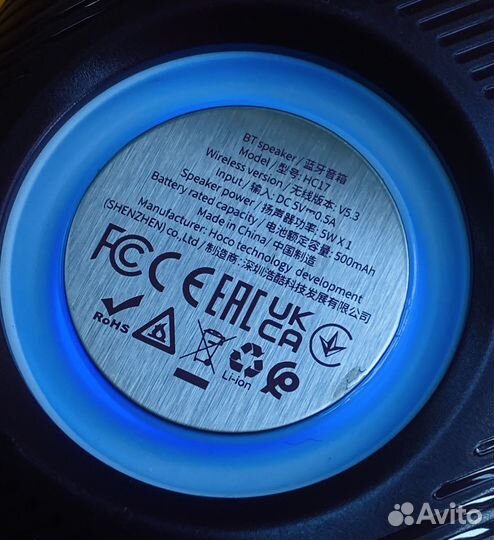 BT speaker / 蓝牙音箱
Model / 型号: HC17
Wireless version / 无线版本: V5.3
Input / 输入: DC 5V⎓0.5A
Speaker power / 扬声器功率: 5W X 1
Battery rated capacity / 电池额定容量: 500mAh
Made in China / 中国制造
Manufacturer: Hoco technology development
(SHENZHEN) co.,Ltd / 制造商: 深圳浩酷科技发展有限公司
FC CE EAC UKCA
RoHS
Li-ion
Avito